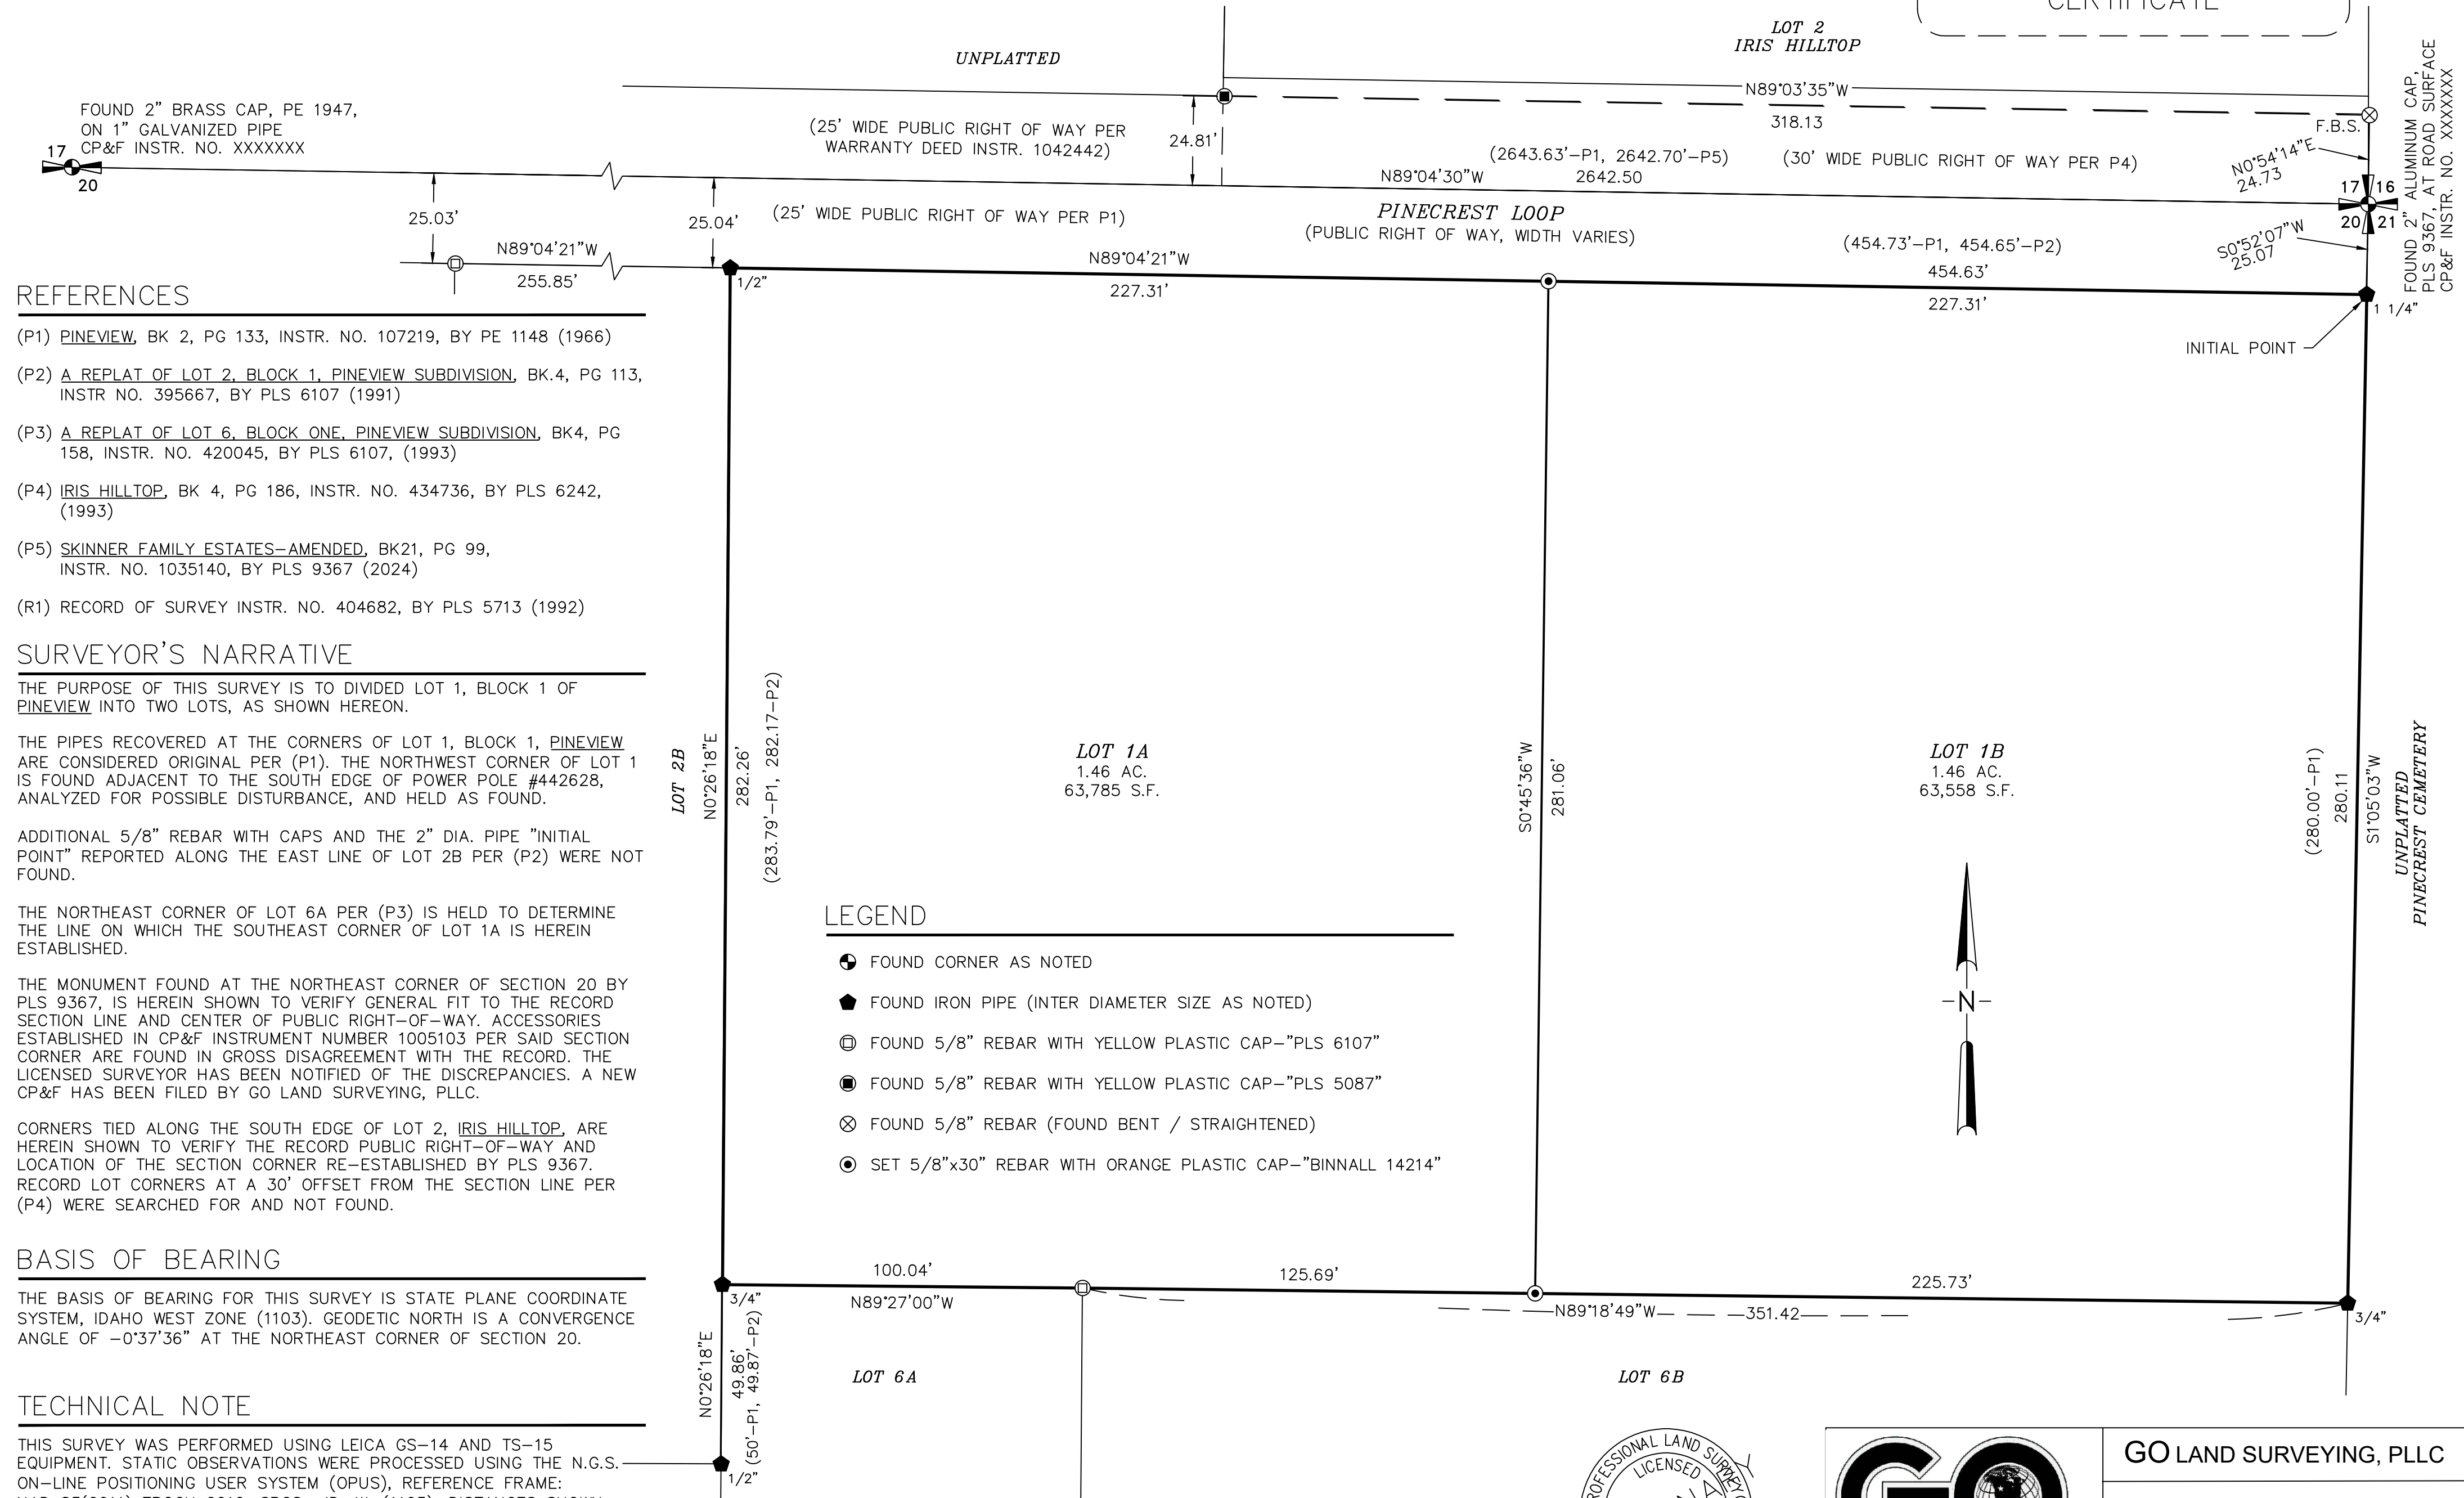 CERTIFICATE
LOT 2
IRIS HILLTOP
UNPLATTED
N89°03'35"W
318.13
F.B.S.
FOUND 2" ALUMINUM CAP,
PLS 9367, AT ROAD SURFACE
CP&F INSTR. NO. XXXXXXX
FOUND 2" BRASS CAP, PE 1947,
ON 1" GALVANIZED PIPE
CP&F INSTR. NO. XXXXXXX
17
20
(25' WIDE PUBLIC RIGHT OF WAY PER
WARRANTY DEED INSTR. 1042442)
24.81'
(2643.63'-P1, 2642.70'-P5)
(30' WIDE PUBLIC RIGHT OF WAY PER P4)
N89°04'30"W
2642.50
N0°54'14"E
24.73
17 16
20 21
25.03'
25.04'
(25' WIDE PUBLIC RIGHT OF WAY PER P1)
PINECREST LOOP
(PUBLIC RIGHT OF WAY, WIDTH VARIES)
(454.73'-P1, 454.65'-P2)
S0°52'07"W
25.07
N89°04'21"W
255.85'
N89°04'21"W
454.63'
1/2"
227.31'
227.31'
1 1/4"
INITIAL POINT
REFERENCES
(P1) PINEVIEW, BK 2, PG 133, INSTR. NO. 107219, BY PE 1148 (1966)
(P2) A REPLAT OF LOT 2, BLOCK 1, PINEVIEW SUBDIVISION, BK.4, PG 113,
INSTR NO. 395667, BY PLS 6107 (1991)
(P3) A REPLAT OF LOT 6, BLOCK ONE, PINEVIEW SUBDIVISION, BK4, PG
158, INSTR. NO. 420045, BY PLS 6107, (1993)
(P4) IRIS HILLTOP, BK 4, PG 186, INSTR. NO. 434736, BY PLS 6242,
(1993)
(P5) SKINNER FAMILY ESTATES-AMENDED, BK21, PG 99,
INSTR. NO. 1035140, BY PLS 9367 (2024)
(R1) RECORD OF SURVEY INSTR. NO. 404682, BY PLS 5713 (1992)
SURVEYOR'S NARRATIVE
THE PURPOSE OF THIS SURVEY IS TO DIVIDED LOT 1, BLOCK 1 OF
PINEVIEW INTO TWO LOTS, AS SHOWN HEREON.
THE PIPES RECOVERED AT THE CORNERS OF LOT 1, BLOCK 1, PINEVIEW
ARE CONSIDERED ORIGINAL PER (P1). THE NORTHWEST CORNER OF LOT 1
IS FOUND ADJACENT TO THE SOUTH EDGE OF POWER POLE #442628,
ANALYZED FOR POSSIBLE DISTURBANCE, AND HELD AS FOUND.
ADDITIONAL 5/8" REBAR WITH CAPS AND THE 2" DIA. PIPE "INITIAL
POINT" REPORTED ALONG THE EAST LINE OF LOT 2B PER (P2) WERE NOT
FOUND.
THE NORTHEAST CORNER OF LOT 6A PER (P3) IS HELD TO DETERMINE
THE LINE ON WHICH THE SOUTHEAST CORNER OF LOT 1A IS HEREIN
ESTABLISHED.
THE MONUMENT FOUND AT THE NORTHEAST CORNER OF SECTION 20 BY
PLS 9367, IS HEREIN SHOWN TO VERIFY GENERAL FIT TO THE RECORD
SECTION LINE AND CENTER OF PUBLIC RIGHT-OF-WAY. ACCESSORIES
ESTABLISHED IN CP&F INSTRUMENT NUMBER 1005103 PER SAID SECTION
CORNER ARE FOUND IN GROSS DISAGREEMENT WITH THE RECORD. THE
LICENSED SURVEYOR HAS BEEN NOTIFIED OF THE DISCREPANCIES. A NEW
CP&F HAS BEEN FILED BY GO LAND SURVEYING, PLLC.
CORNERS TIED ALONG THE SOUTH EDGE OF LOT 2, IRIS HILLTOP, ARE
HEREIN SHOWN TO VERIFY THE RECORD PUBLIC RIGHT-OF-WAY AND
LOCATION OF THE SECTION CORNER RE-ESTABLISHED BY PLS 9367.
RECORD LOT CORNERS AT A 30' OFFSET FROM THE SECTION LINE PER
(P4) WERE SEARCHED FOR AND NOT FOUND.
BASIS OF BEARING
THE BASIS OF BEARING FOR THIS SURVEY IS STATE PLANE COORDINATE
SYSTEM, IDAHO WEST ZONE (1103). GEODETIC NORTH IS A CONVERGENCE
ANGLE OF -0°37'36" AT THE NORTHEAST CORNER OF SECTION 20.
TECHNICAL NOTE
THIS SURVEY WAS PERFORMED USING LEICA GS-14 AND TS-15
EQUIPMENT. STATIC OBSERVATIONS WERE PROCESSED USING THE N.G.S.
ON-LINE POSITIONING USER SYSTEM (OPUS), REFERENCE FRAME:
LOT 2B
N0°26'18"E
282.26'
(283.79'-P1, 282.17-P2)
LOT 1A
1.46 AC.
63,785 S.F.
S0°45'36"W
281.06'
LOT 1B
1.46 AC.
63,558 S.F.
(280.00'-P1)
280.11
S1°05'03"W
UNPLATTED
PINECREST CEMETERY
LEGEND
FOUND CORNER AS NOTED
FOUND IRON PIPE (INTER DIAMETER SIZE AS NOTED)
FOUND 5/8" REBAR WITH YELLOW PLASTIC CAP-"PLS 6107"
FOUND 5/8" REBAR WITH YELLOW PLASTIC CAP-"PLS 5087"
FOUND 5/8" REBAR (FOUND BENT / STRAIGHTENED)
SET 5/8"x30" REBAR WITH ORANGE PLASTIC CAP-"BINNALL 14214"
N
100.04'
125.69'
225.73'
3/4"
N89°27'00"W
N89°18'49"W
351.42
3/4"
N0°26'18"E
49.86'
(50'-P1, 49.87'-P2)
1/2"
LOT 6A
LOT 6B
PROFESSIONAL LAND SURVEYOR
LICENSED
GO
GO LAND SURVEYING, PLLC